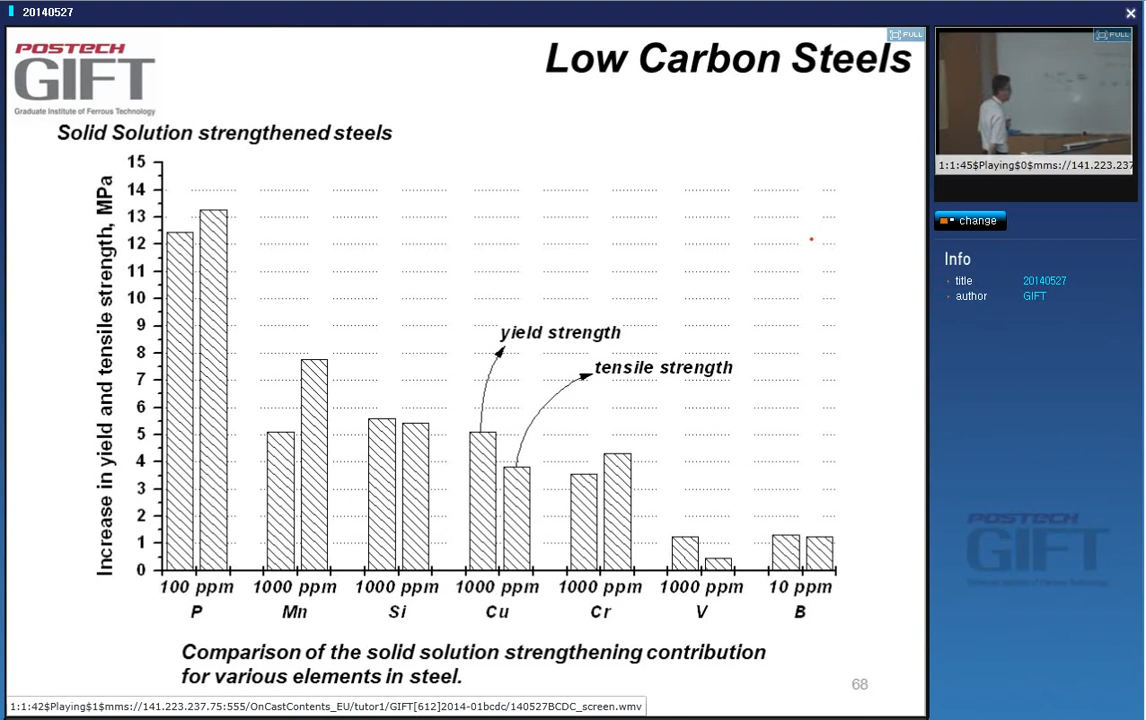 20140527
POSTECH
GIFT
Graduate Institute of Ferrous Technology
FULL
Low Carbon Steels
Solid Solution strengthened steels
Increase in yield and tensile strength, MPa
15
14
13
12
11
10
9
8
7
6
5
4
3
2
1
0
yield strength
tensile strength
100 ppm 1000 ppm 1000 ppm 1000 ppm 1000 ppm 1000 ppm 10 ppm
P Mn Si Cu Cr V B
Comparison of the solid solution strengthening contribution
for various elements in steel.
68
1:1:42$Playing$1$mms://141.223.237.75:555/OnCastContents_EU/tutor1/GIFT[612]2014-01bcdc/140527BCDC_screen.wmv
FULL
1:1:45$Playing$0$mms://141.223.237
change
Info
title 20140527
author GIFT
POSTECH
GIFT
Graduate Institute of Ferrous Technology